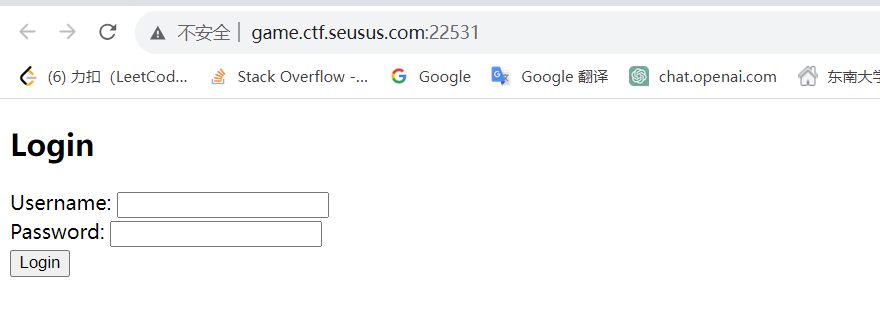 不安全 game.ctf.seusus.com:22531
(6) 力扣（LeetCod... Stack Overflow -... Google Google 翻译 chat.openai.com 东南大学
Login
Username:
Password:
Login